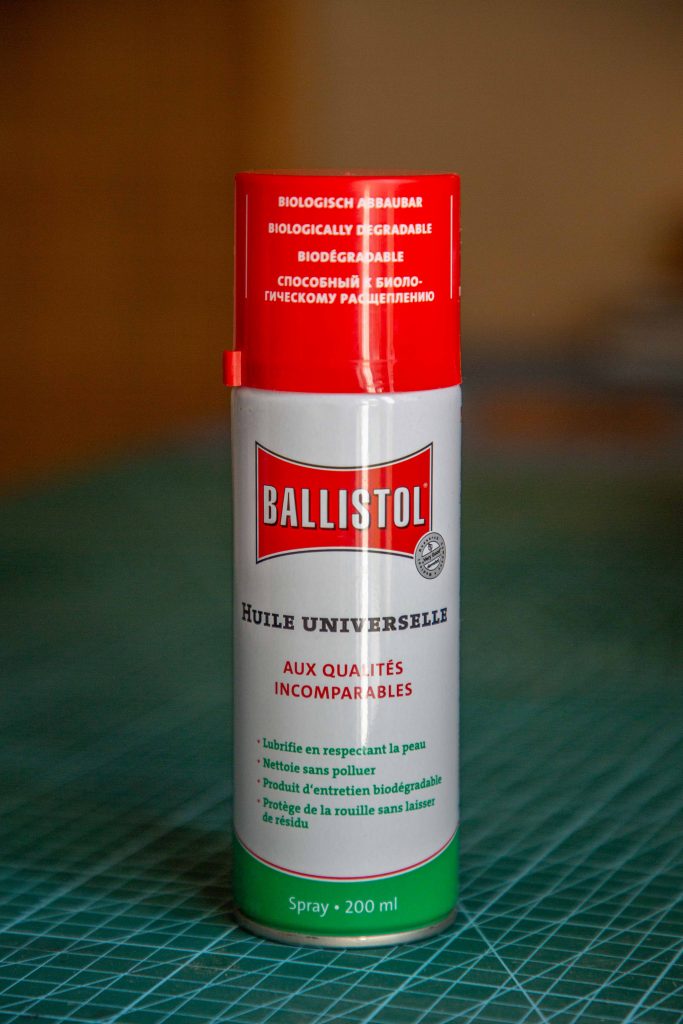 BIOLOGISCH ABBAUBAR
BIOLOGICALLY DEGRADABLE
BIODÉGRADABLE
СПОСОБНЫЙ К БИОЛО-
ГИЧЕСКОМУ РАСЩЕПЛЕНИЮ
BALLISTOL®
HUILE UNIVERSELLE
AUX QUALITÉS
INCOMPARABLES
• Lubrifie en respectant la peau
• Nettoie sans polluer
• Produit d'entretien biodégradable
• Protège de la rouille sans laisser
de résidu
Spray • 200 ml